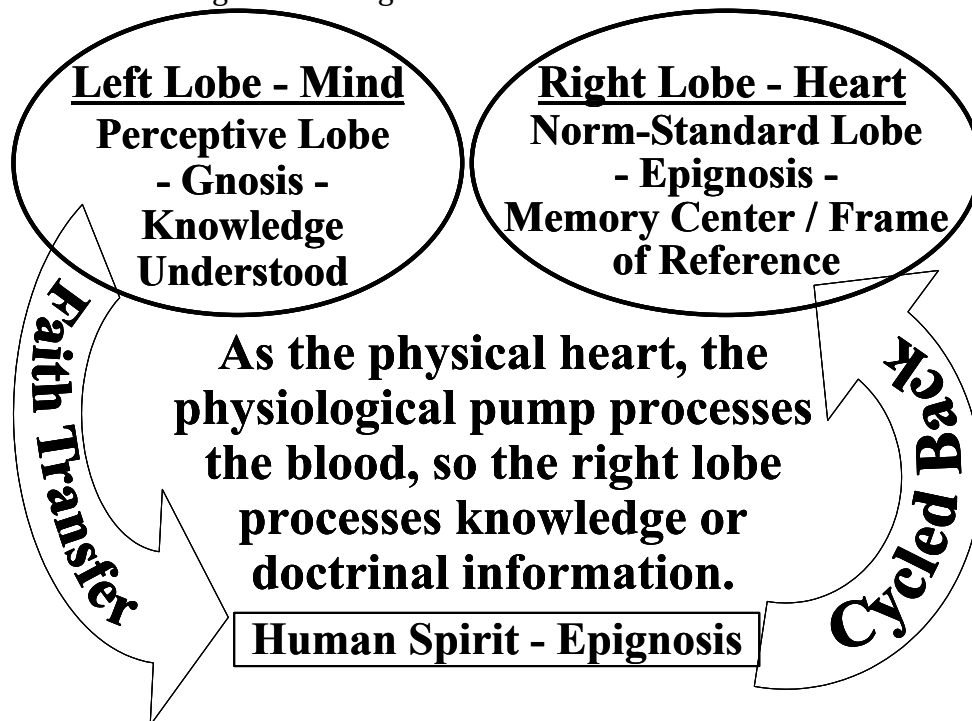 Left Lobe - Mind
Perceptive Lobe
- Gnosis -
Knowledge
Understood
Right Lobe - Heart
Norm-Standard Lobe
- Epignosis -
Memory Center / Frame
of Reference
Faith Transfer
As the physical heart, the
physiological pump processes
the blood, so the right lobe
processes knowledge or
doctrinal information.
Human Spirit - Epignosis
Cycled Back